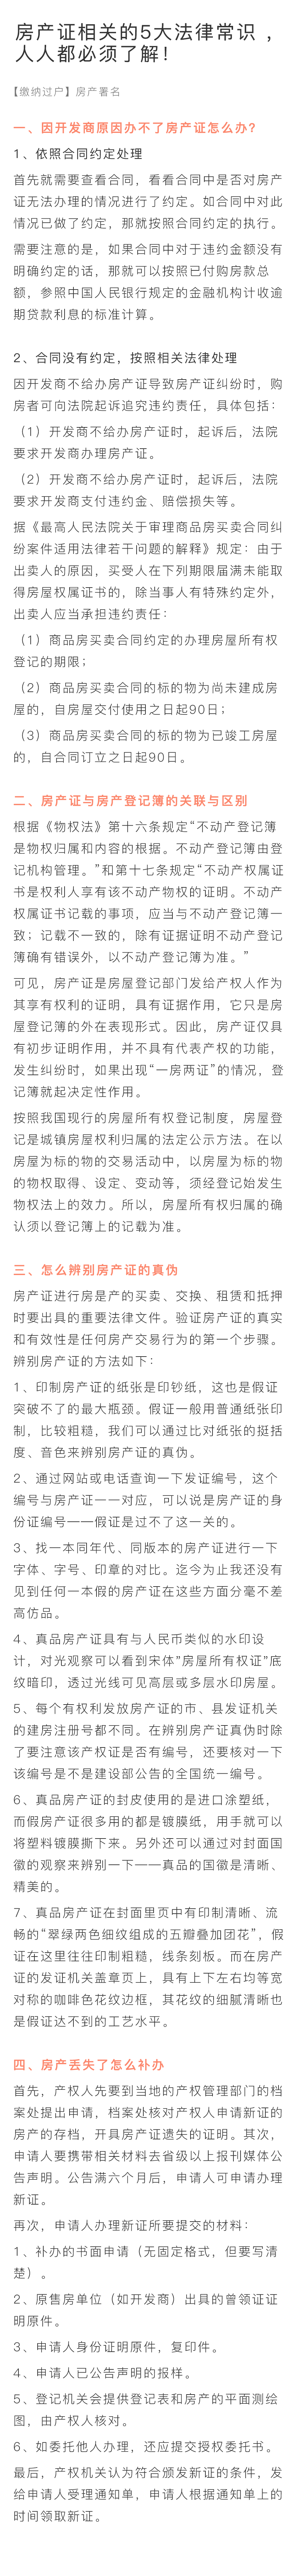 房产证相关的5大法律常识，
人人都必须了解！
【缴纳过户】房产署名
一、因开发商原因办不了房产证怎么办?
1、依照合同约定处理
首先就需要查看合同，看看合同中是否对房产
证无法办理的情况进行了约定。如合同中对此
情况已做了约定，那就按照合同约定的执行。
需要注意的是，如果合同中对于违约金额没有
明确约定的话，那就可以按照已付购房款总
额，参照中国人民银行规定的金融机构计收逾
期贷款利息的标准计算。
2、合同没有约定，按照相关法律处理
因开发商不给办房产证导致房产证纠纷时，购
房者可向法院起诉追究违约责任，具体包括：
（1）开发商不给办房产证时，起诉后，法院
要求开发商办理房产证。
（2）开发商不给办房产证时，起诉后，法院
要求开发商支付违约金、赔偿损失等。
据《最高人民法院关于审理商品房买卖合同纠
纷案件适用法律若干问题的解释》规定：由于
出卖人的原因，买受人在下列期限届满未能取
得房屋权属证书的，除当事人有特殊约定外，
出卖人应当承担违约责任：
（1）商品房买卖合同约定的办理房屋所有权
登记的期限；
（2）商品房买卖合同的标的物为尚未建成房
屋的，自房屋交付使用之日起90日；
（3）商品房买卖合同的标的物为已竣工房屋
的，自合同订立之日起90日。
二、房产证与房产登记簿的关联与区别
根据《物权法》第十六条规定“不动产登记簿
是物权归属和内容的根据。不动产登记簿由登
记机构管理。”和第十七条规定“不动产权属证
书是权利人享有该不动产物权的证明。不动产
权属证书记载的事项，应当与不动产登记簿一
致；记载不一致的，除有证据证明不动产登记
簿确有错误外，以不动产登记簿为准。”
可见，房产证是房屋登记部门发给产权人作为
其享有权利的证明，具有证据作用，它只是房
屋登记簿的外在表现形式。因此，房产证仅具
有初步证明作用，并不具有代表产权的功能，
发生纠纷时，如果出现“一房两证”的情况，登
记簿就起决定性作用。
按照我国现行的房屋所有权登记制度，房屋登
记是城镇房屋权利归属的法定公示方法。在以
房屋为标的物的交易活动中，以房屋为标的物
的物权取得、设定、变动等，须经登记始发生
物权法上的效力。所以，房屋所有权归属的确
认须以登记簿上的记载为准。
三、怎么辨别房产证的真伪
房产证进行房是产的买卖、交换、租赁和抵押
时要出具的重要法律文件。验证房产证的真实
和有效性是任何房产交易行为的第一个步骤。
辨别房产证的方法如下：
1、印制房产证的纸张是印钞纸，这也是假证
突破不了的最大瓶颈。假证一般用普通纸张印
制，比较粗糙，我们可以通过比对纸张的挺括
度、音色来辨别房产证的真伪。
2、通过网站或电话查询一下发证编号，这个
编号与房产证一一对应，可以说是房产证的身
份证编号——假证是过不了这一关的。
3、找一本同年代、同版本的房产证进行一下
字体、字号、印章的对比。迄今为止我还没有
见到任何一本假的房产证在这些方面分毫不差
高仿品。
4、真品房产证具有与人民币类似的水印设
计，对光观察可以看到宋体"房屋所有权证"底
纹暗印，透过光线可见高层或多层水印房屋。
5、每个有权利发放房产证的市、县发证机关
的建房注册号都不同。在辨别房产证真伪时除
了要注意该产权证是否有编号，还要核对一下
该编号是不是建设部公告的全国统一编号。
6、真品房产证的封皮使用的是进口涂塑纸，
而假房产证很多用的都是镀膜纸，用手就可以
将塑料镀膜撕下来。另外还可以通过对封面国
徽的观察来辨别一下——真品的国徽是清晰、
精美的。
7、真品房产证在封面里页中有印制清晰、流
畅的“翠绿两色细纹组成的五瓣叠加团花”，假
证在这里往往印制粗糙，线条刻板。而在房产
证的发证机关盖章页上，具有上下左右均等宽
对称的咖啡色花纹边框，其花纹的细腻清晰也
是假证达不到的工艺水平。
四、房产丢失了怎么补办
首先，产权人先要到当地的产权管理部门的档
案处提出申请，档案处核对产权人申请新证的
房产的存档，开具房产证遗失的证明。其次，
申请人要携带相关材料去省级以上报刊媒体公
告声明。公告满六个月后，申请人可申请办理
新证。
再次，申请人办理新证所要提交的材料：
1、补办的书面申请（无固定格式，但要写清
楚）。
2、原售房单位（如开发商）出具的曾领证证
明原件。
3、申请人身份证明原件，复印件。
4、申请人已公告声明的报样。
5、登记机关会提供登记表和房产的平面测绘
图，由产权人核对。
6、如委托他人办理，还应提交授权委托书。
最后，产权机关认为符合颁发新证的条件，发
给申请人受理通知单，申请人根据通知单上的
时间领取新证。